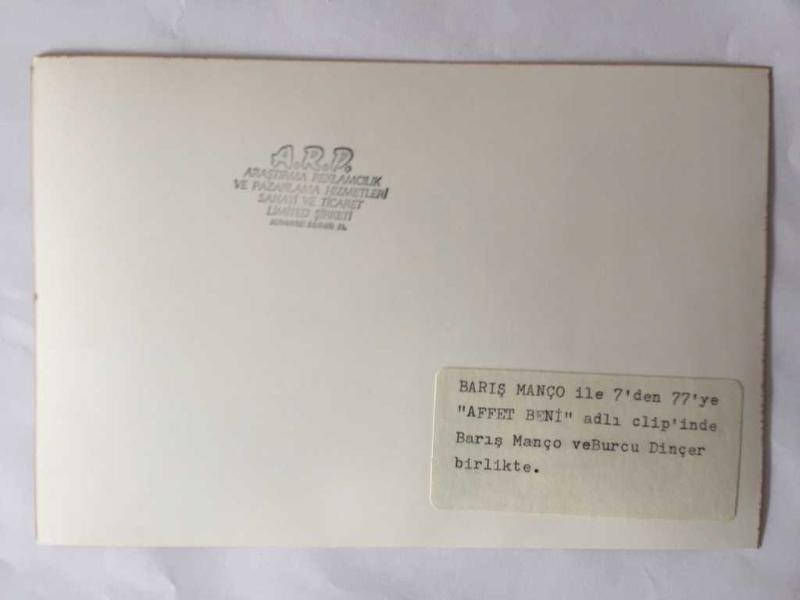 A.R.P.
ARAŞTIRMA REKLAMCILIK
VE PAZARLAMA HİZMETLERİ
SANAYİ VE TİCARET
LİMİTED ŞİRKETİ
BARIŞ MANÇO ile 7'den 77'ye
"AFFET BENİ" adlı clip'inde
Barış Manço veBurcu Dinçer
birlikte.